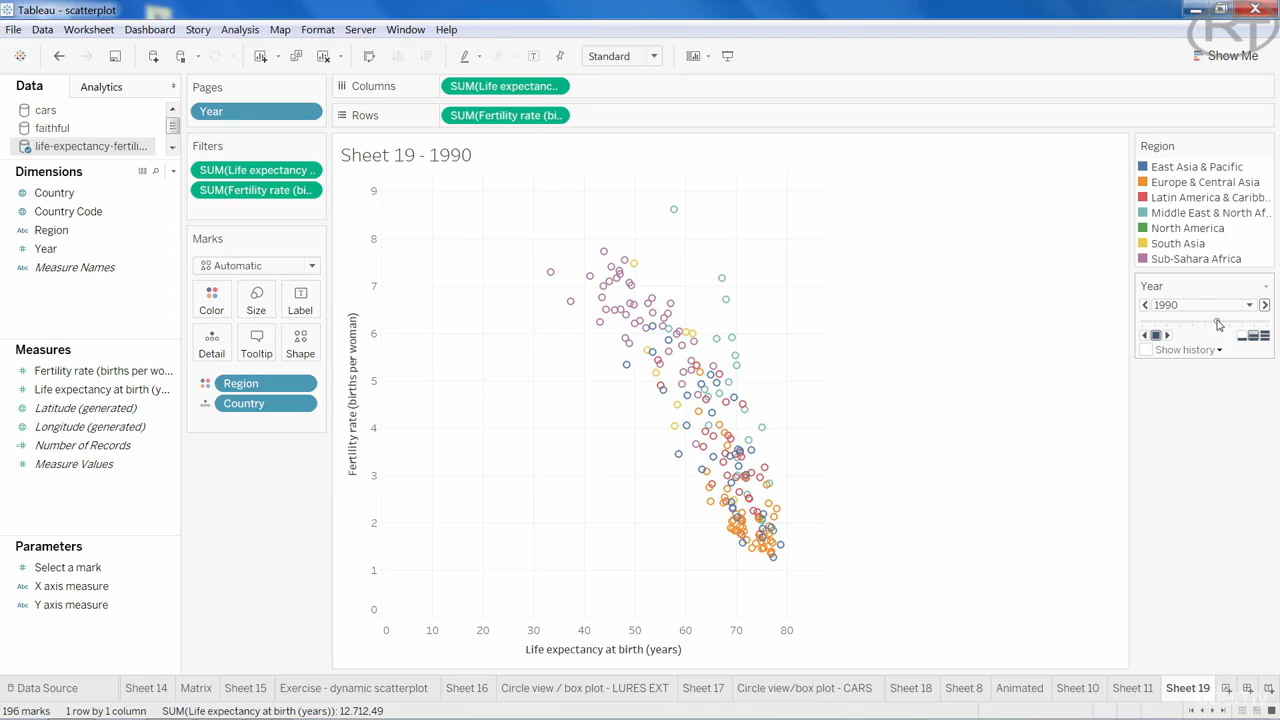 Tableau - scatterplot
File Data Worksheet Dashboard Story Analysis Map Format Server Window Help
Standard
Show Me
RT
Data Analytics
cars
faithful
life-expectancy-fertili...
Dimensions
Country
Country Code
Region
Year
Measure Names
Measures
Fertility rate (births per wo...
Life expectancy at birth (y...
Latitude (generated)
Longitude (generated)
Number of Records
Measure Values
Parameters
Select a mark
X axis measure
Y axis measure
Pages
Year
Filters
SUM(Life expectancy ..
SUM(Fertility rate (bi..
Marks
Automatic
Color Size Label
Detail Tooltip Shape
Region
Country
Columns SUM(Life expectanc..
Rows SUM(Fertility rate (bi..
Sheet 19 - 1990
Fertility rate (births per woman)
9
8
7
6
5
4
3
2
1
0
0 10 20 30 40 50 60 70 80
Life expectancy at birth (years)
Region
East Asia & Pacific
Europe & Central Asia
Latin America & Caribb..
Middle East & North Af..
North America
South Asia
Sub-Sahara Africa
Year
1990
Show history
Data Source Sheet 14 Matrix Sheet 15 Exercise - dynamic scatterplot Sheet 16 Circle view / box plot - LURES EXT Sheet 17 Circle view/box plot - CARS Sheet 18 Sheet 8 Animated Sheet 10 Sheet 11 Sheet 19
196 marks 1 row by 1 column SUM(Life expectancy at birth (years)): 12.712,49